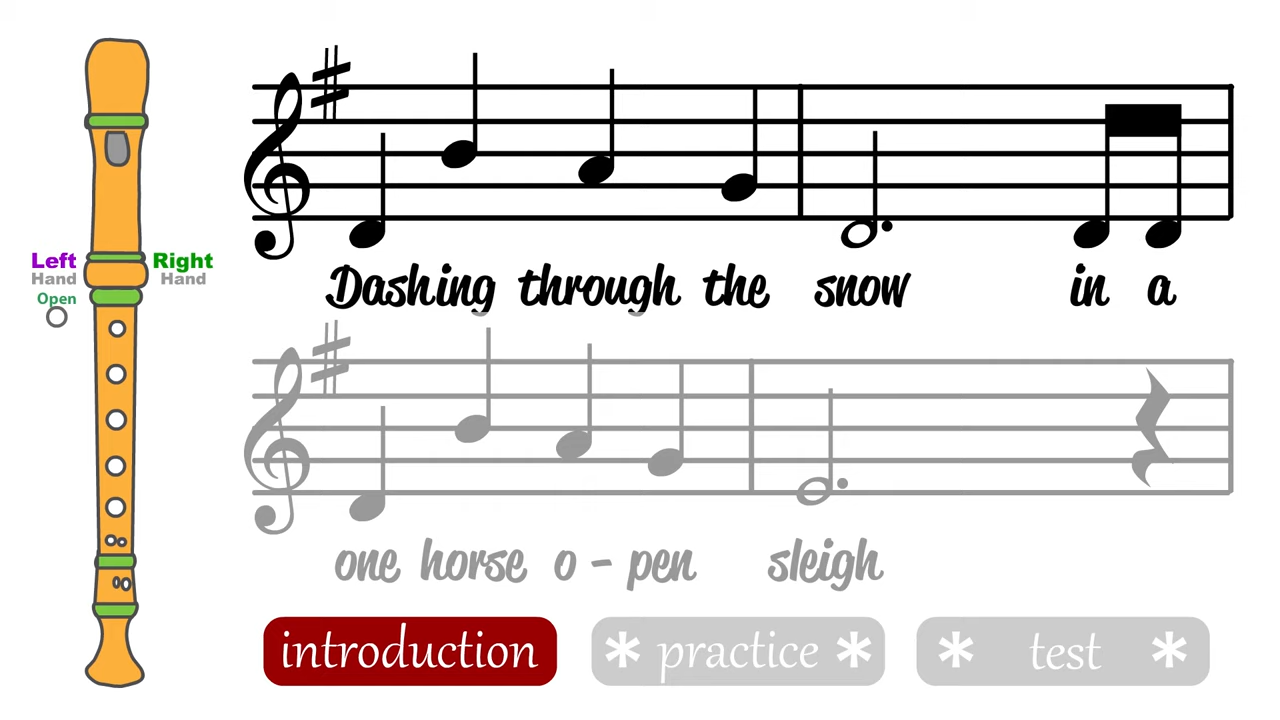 Left Right
Hand Hand
Open
Dashing through the snow in a
one horse o - pen sleigh
introduction * practice * * test *